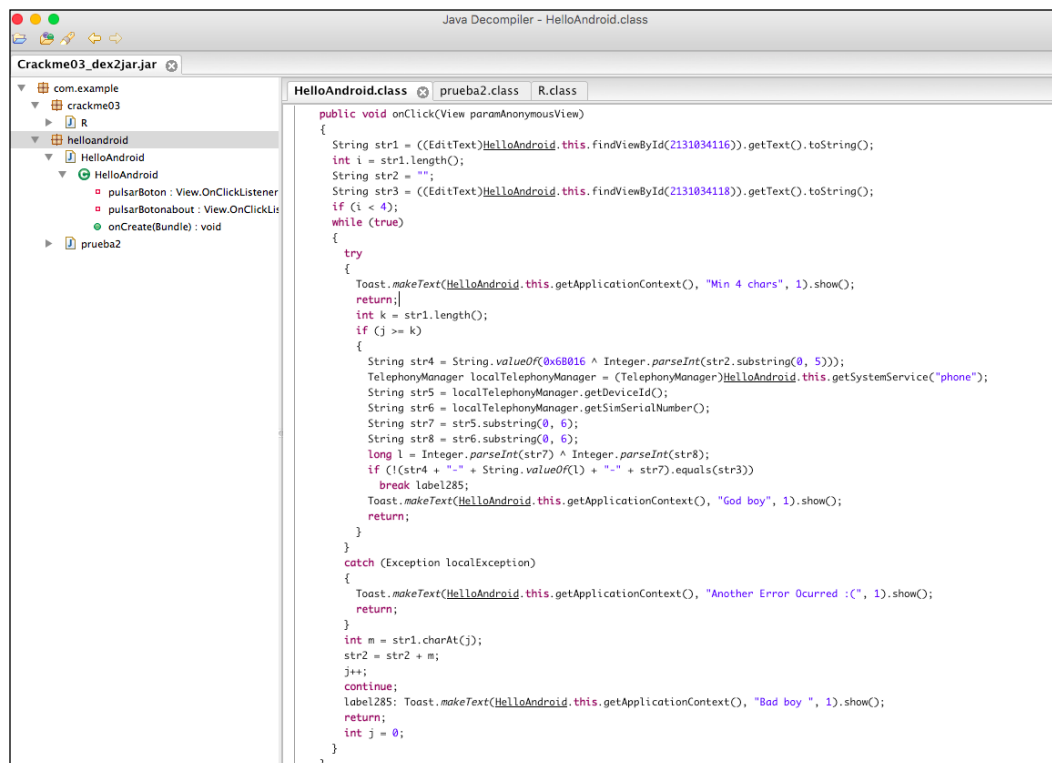 Java Decompiler - HelloAndroid.class
Crackme03_dex2jar.jar
com.example
crackme03
R
helloandroid
HelloAndroid
HelloAndroid
pulsarBoton : View.OnClickListener
pulsarBotonabout : View.OnClickLis
onCreate(Bundle) : void
prueba2
HelloAndroid.class prueba2.class R.class
public void onClick(View paramAnonymousView)
{
String str1 = ((EditText)HelloAndroid.this.findViewById(2131034116)).getText().toString();
int i = str1.length();
String str2 = "";
String str3 = ((EditText)HelloAndroid.this.findViewById(2131034118)).getText().toString();
if (i < 4);
while (true)
{
try
{
Toast.makeText(HelloAndroid.this.getApplicationContext(), "Min 4 chars", 1).show();
return;
int k = str1.length();
if (j >= k)
{
String str4 = String.valueOf(0x6B016 ^ Integer.parseInt(str2.substring(0, 5)));
TelephonyManager localTelephonyManager = (TelephonyManager)HelloAndroid.this.getSystemService("phone");
String str5 = localTelephonyManager.getDeviceId();
String str6 = localTelephonyManager.getSimSerialNumber();
String str7 = str5.substring(0, 6);
String str8 = str6.substring(0, 6);
long l = Integer.parseInt(str7) ^ Integer.parseInt(str8);
if (!(str4 + "-" + String.valueOf(l) + "-" + str7).equals(str3))
break label285;
Toast.makeText(HelloAndroid.this.getApplicationContext(), "God boy", 1).show();
return;
}
}
catch (Exception localException)
{
Toast.makeText(HelloAndroid.this.getApplicationContext(), "Another Error Ocurred :(", 1).show();
return;
}
int m = str1.charAt(j);
str2 = str2 + m;
j++;
continue;
label285: Toast.makeText(HelloAndroid.this.getApplicationContext(), "Bad boy ", 1).show();
return;
int j = 0;
}
}